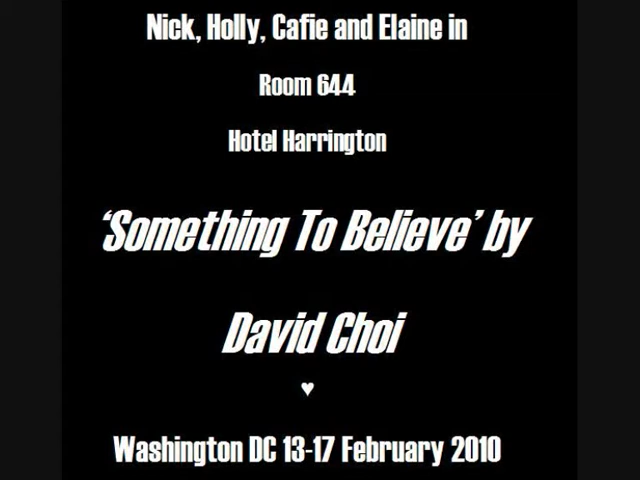 Nick, Holly, Cafie and Elaine in
Room 644
Hotel Harrington
‘Something To Believe’ by
David Choi
♥
Washington DC 13-17 February 2010